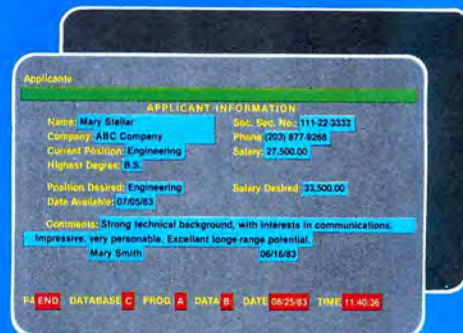 Applicants
APPLICANT INFORMATION
Name: Mary Stellar Soc. Sec. No.: 111-22-3333
Company: ABC Company Phone (203) 877-9268
Current Position: Engineering Salary: 27,500.00
Highest Degree: B.S.
Position Desired: Engineering Salary Desired: 33,500.00
Date Available: 07/05/83
Comments: Strong technical background, with interests in communications.
Impressive, very personable. Excellent longe-range potential.
Mary Smith 06/16/83
F4 END DATABASE C PROG A DATA B DATE 08/25/83 TIME 11:40:36